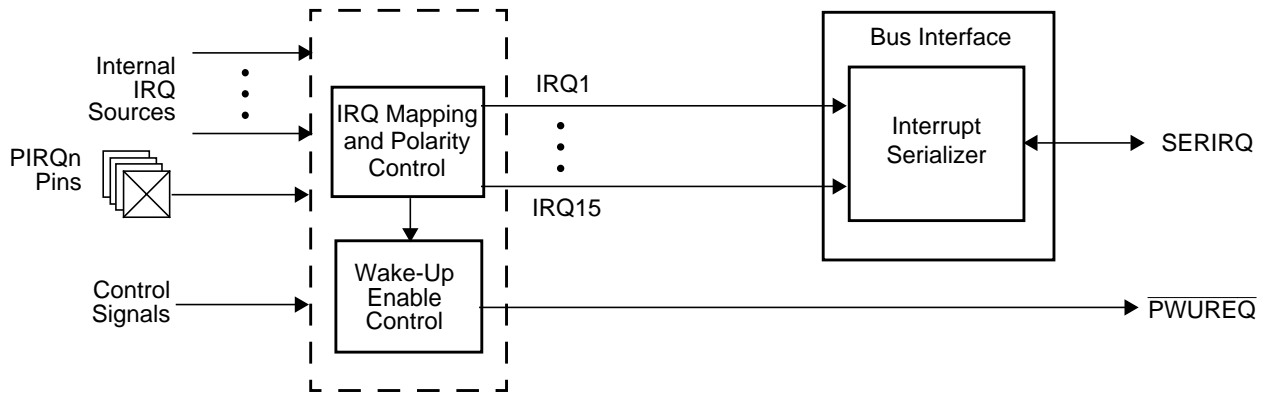 Internal
IRQ
Sources
PIRQn
Pins
Control
Signals
IRQ Mapping
and Polarity
Control
Wake-Up
Enable
Control
IRQ1
IRQ15
Bus Interface
Interrupt
Serializer
SERIRQ
PWUREQ